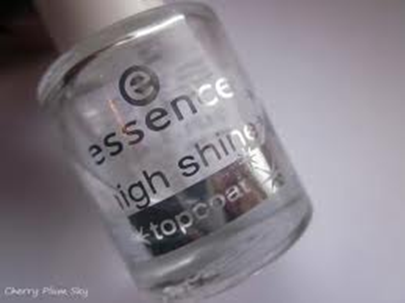 e
essence
high shine
topcoat
Cherry Plum Sky